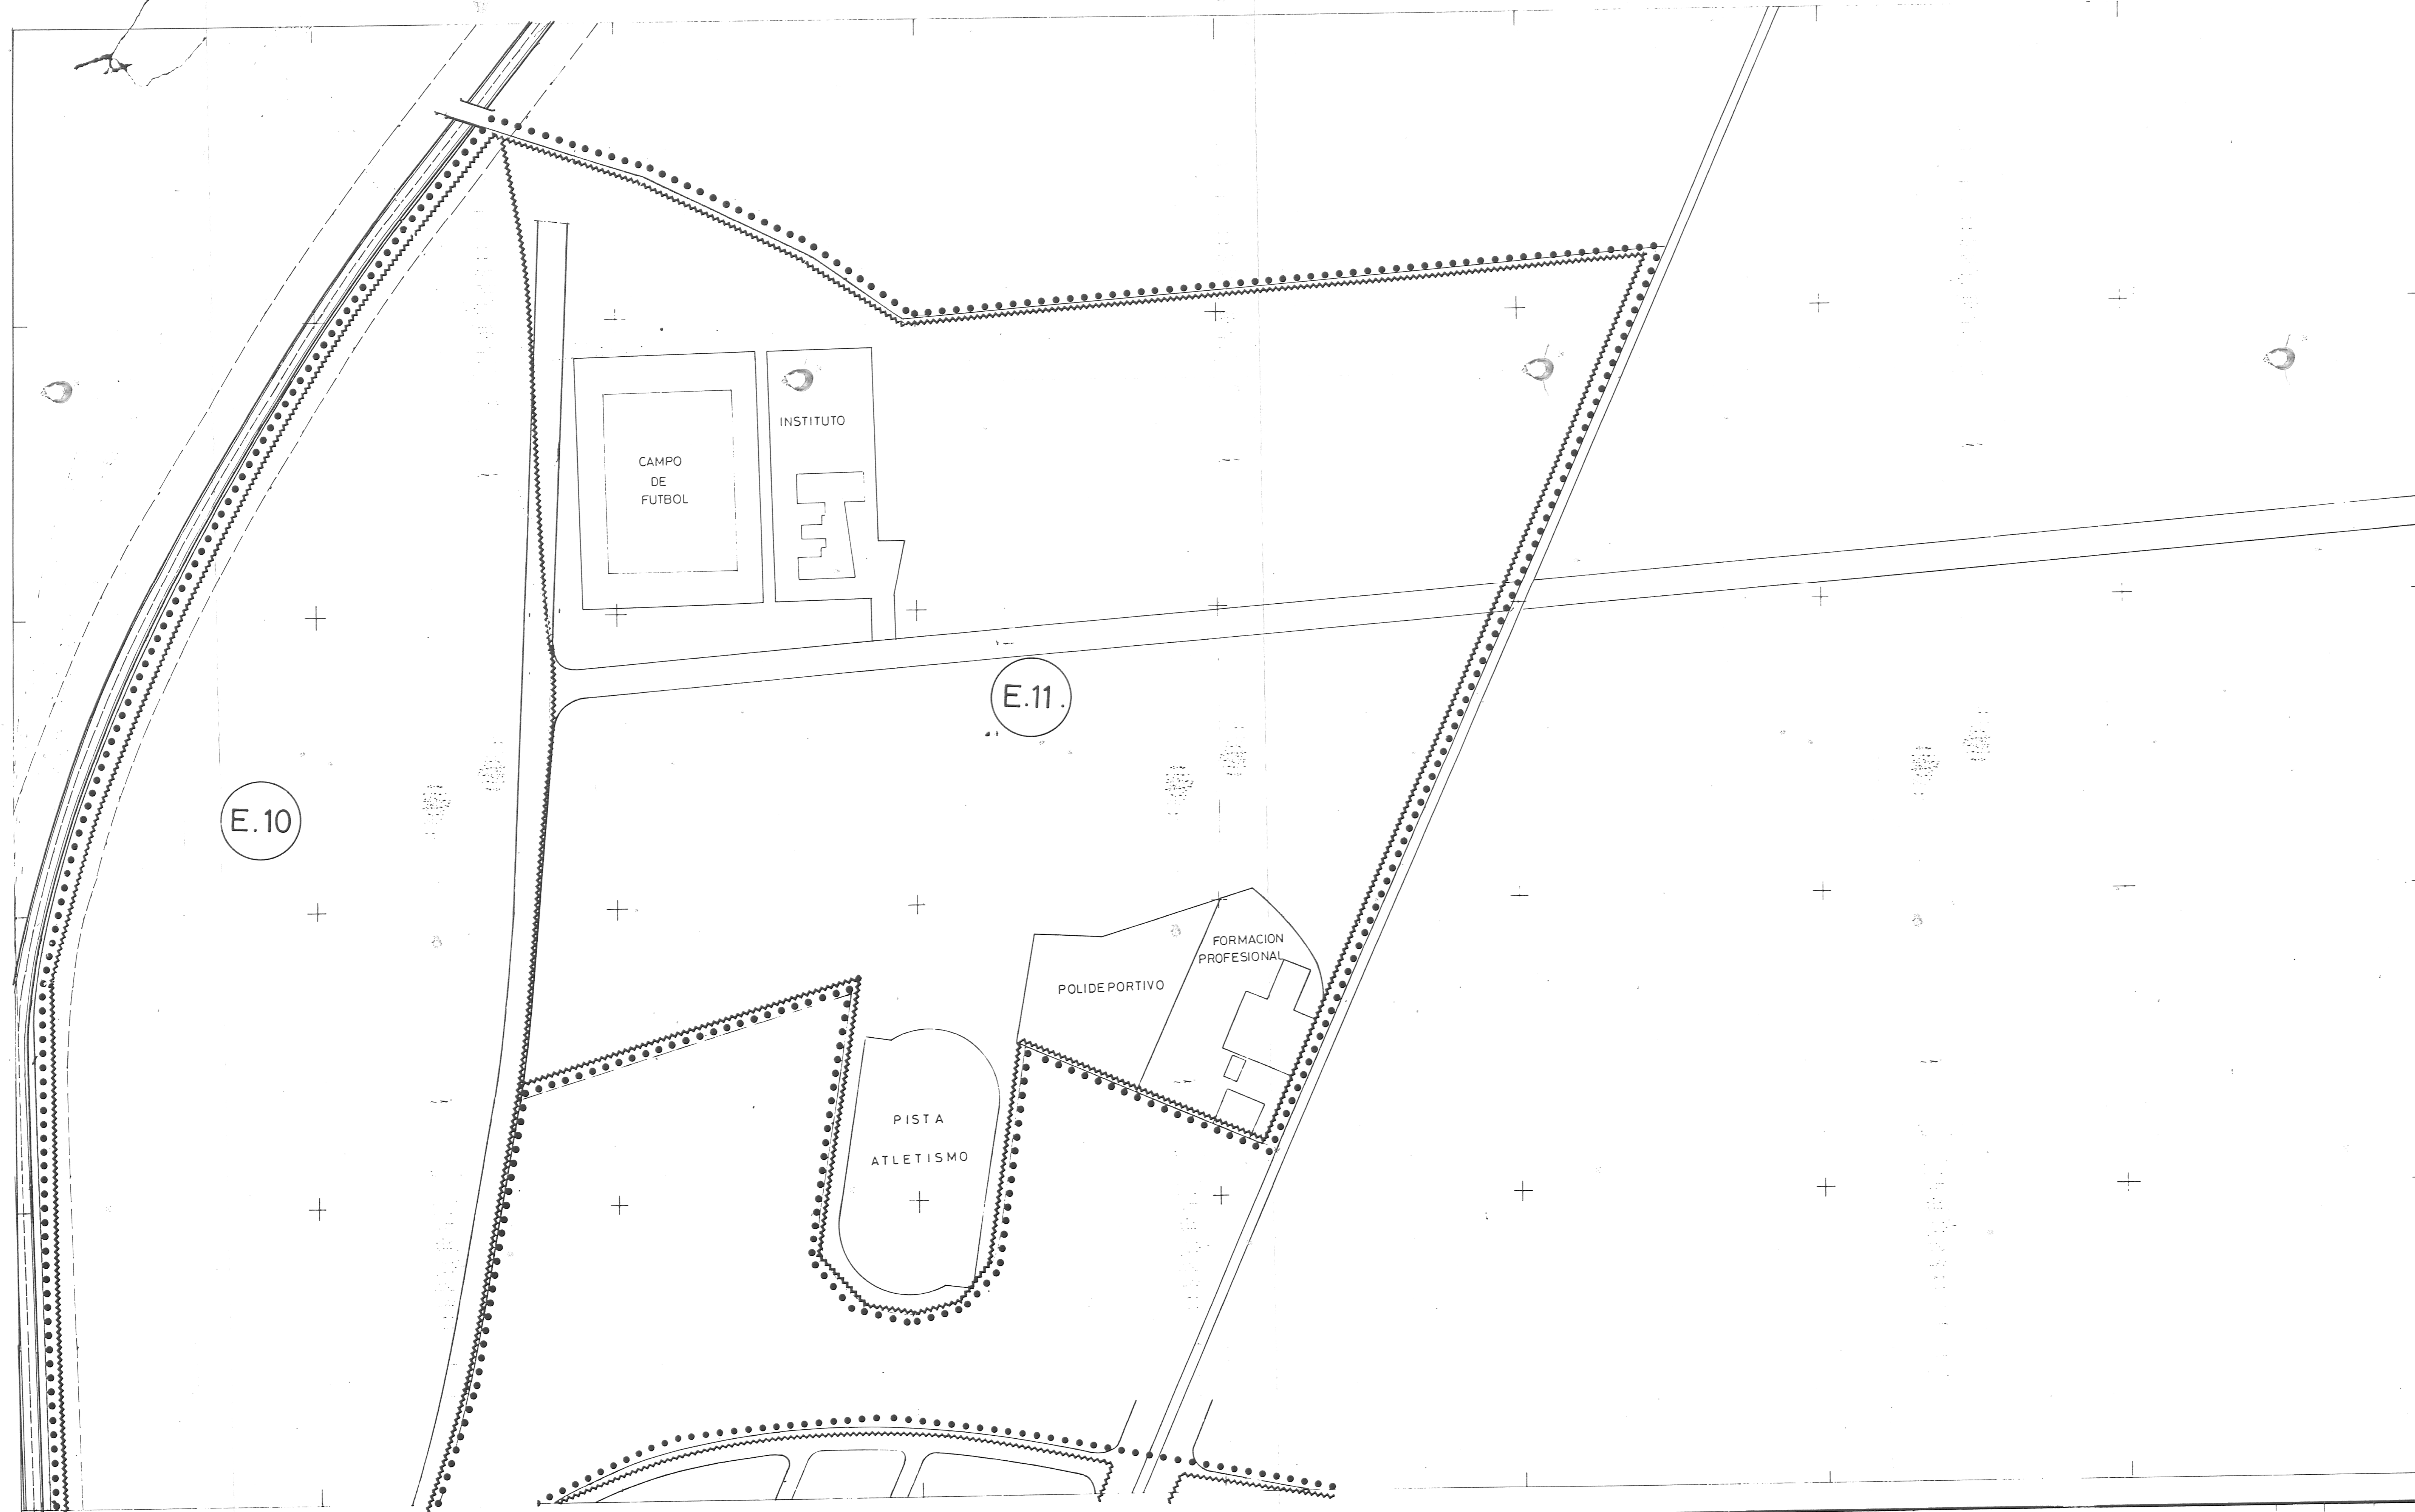 INSTITUTO
CAMPO
DE
FUTBOL
E.11.
E.10
FORMACION
PROFESIONAL
POLIDEPORTIVO
PISTA
ATLETISMO